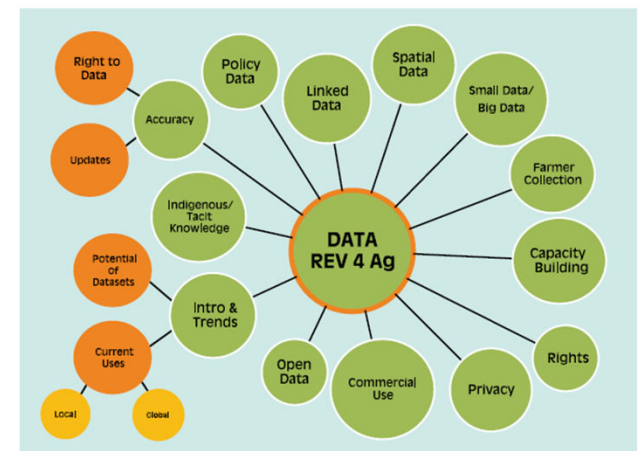 Right to
Data
Updates
Accuracy
Policy
Data
Linked
Data
Spatial
Data
Small Data/
Big Data
Farmer
Collection
Capacity
Building
Rights
Privacy
Commercial
Use
Open
Data
Intro &
Trends
Potential
of
Datasets
Current
Uses
Local
Global
Indigenous/
Tacit
Knowledge
DATA
REV 4 Ag